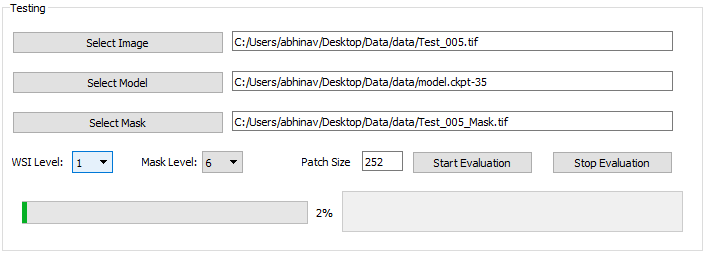 Testing
Select Image C:/Users/abhinav/Desktop/Data/data/Test_005.tif
Select Model C:/Users/abhinav/Desktop/Data/data/model.ckpt-35
Select Mask C:/Users/abhinav/Desktop/Data/data/Test_005_Mask.tif
WSI Level: 1 Mask Level: 6 Patch Size 252 Start Evaluation Stop Evaluation
2%